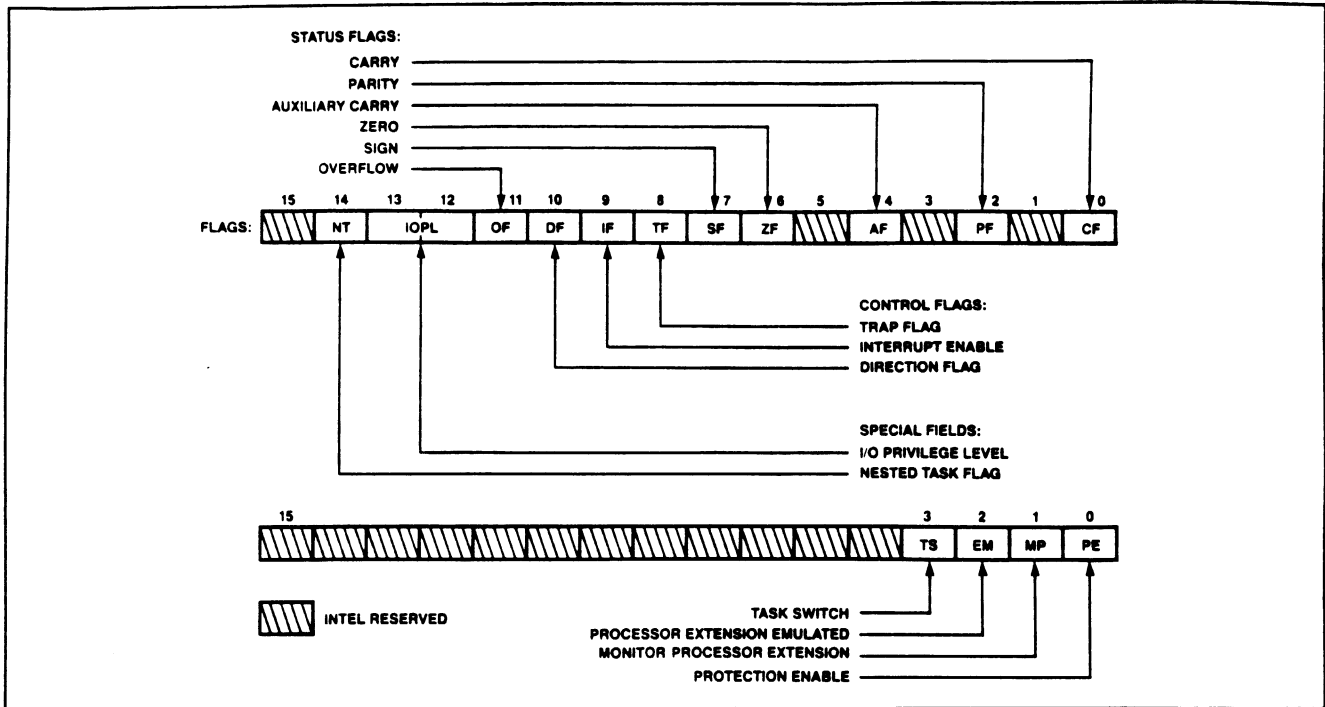 STATUS FLAGS:
CARRY
PARITY
AUXILIARY CARRY
ZERO
SIGN
OVERFLOW
15 14 13 12 11 10 9 8 7 6 5 4 3 2 1 0
FLAGS: NT IOPL OF DF IF TF SF ZF AF PF CF
CONTROL FLAGS:
TRAP FLAG
INTERRUPT ENABLE
DIRECTION FLAG
SPECIAL FIELDS:
I/O PRIVILEGE LEVEL
NESTED TASK FLAG
15 3 2 1 0
TS EM MP PE
INTEL RESERVED
TASK SWITCH
PROCESSOR EXTENSION EMULATED
MONITOR PROCESSOR EXTENSION
PROTECTION ENABLE